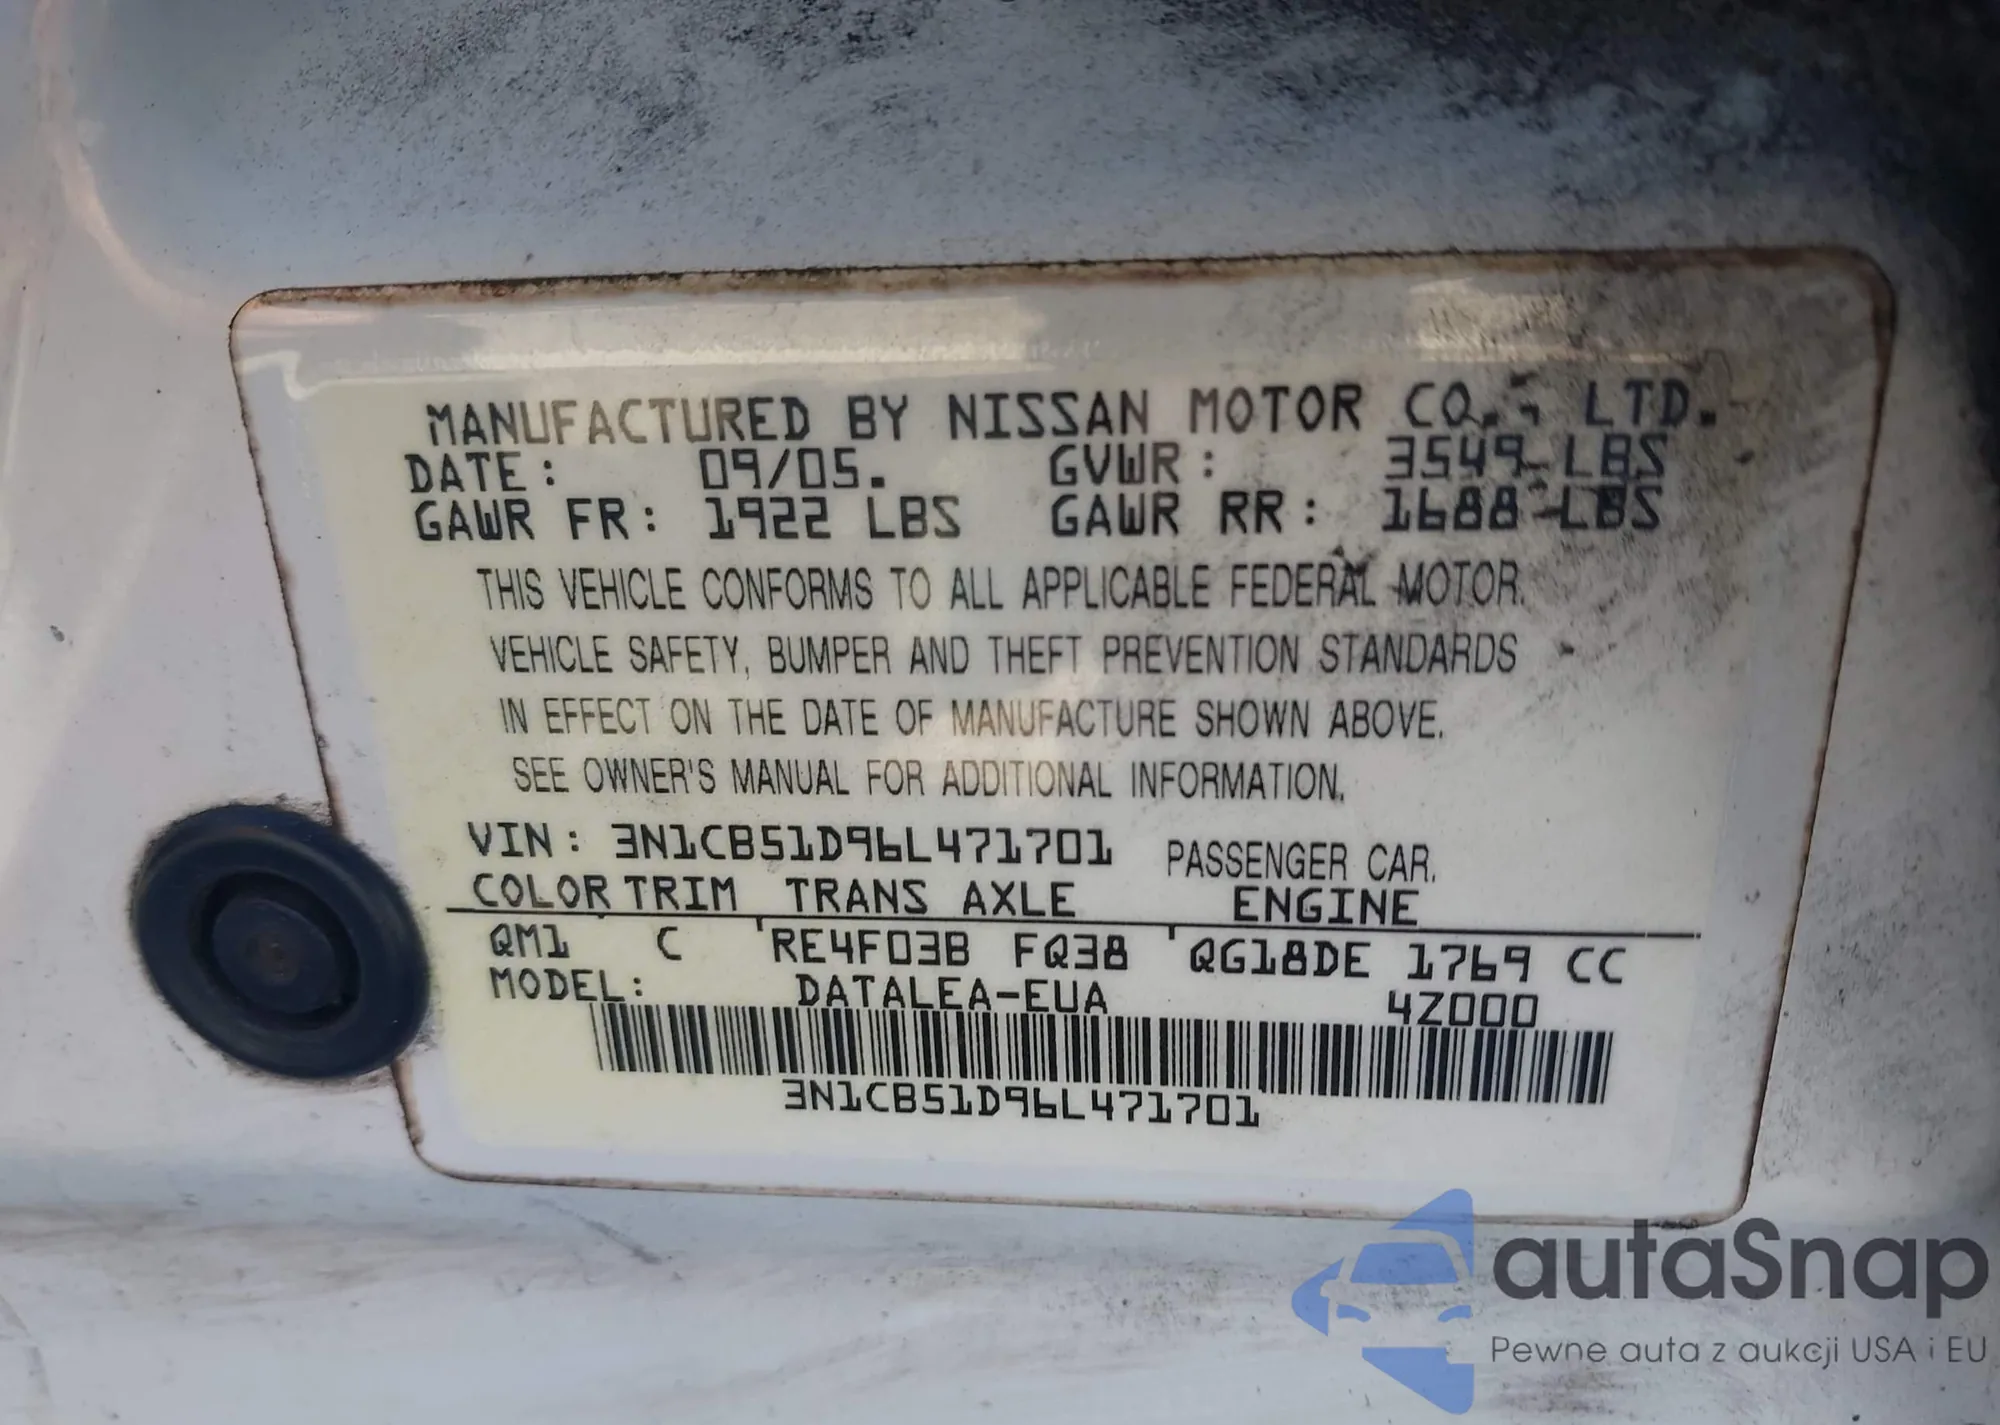 MANUFACTURED BY NISSAN MOTOR CO., LTD.
DATE: 09/05. GVWR: 3549 LBS
GAWR FR: 1922 LBS GAWR RR: 1688 LBS
THIS VEHICLE CONFORMS TO ALL APPLICABLE FEDERAL MOTOR
VEHICLE SAFETY, BUMPER AND THEFT PREVENTION STANDARDS
IN EFFECT ON THE DATE OF MANUFACTURE SHOWN ABOVE.
SEE OWNER'S MANUAL FOR ADDITIONAL INFORMATION.
VIN: 3N1CB51D96L471701 PASSENGER CAR.
COLOR TRIM TRANS AXLE ENGINE
QM1 C RE4F03B FQ38 QG18DE 1769 CC
MODEL: DATALEA-EUA 4Z000
3N1CB51D96L471701
autaSnap
Pewne auta z aukcji USA i EU